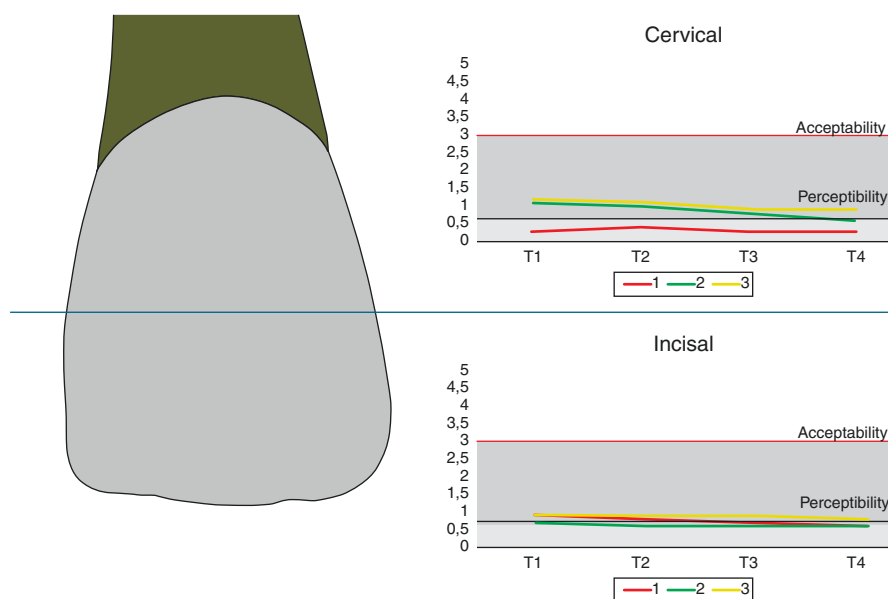 Cervical
5
4,5
4
3,5
Acceptability
3
2,5
2
1,5
Perceptibility
1
0,5
0
T1 T2 T3 T4
1 2 3
Incisal
5
4,5
4
3,5
Acceptability
3
2,5
2
1,5
Perceptibility
1
0,5
0
T1 T2 T3 T4
1 2 3